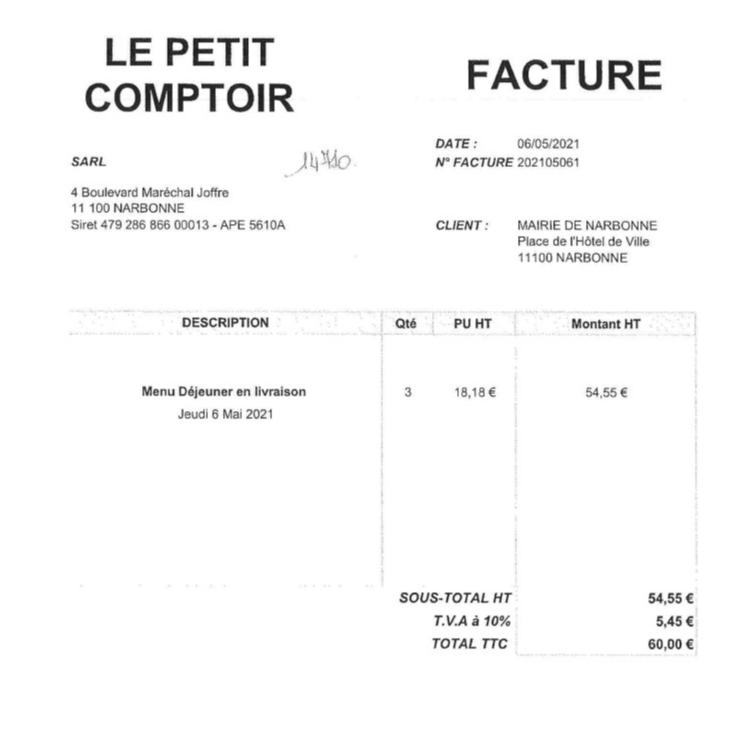 LE PETIT
COMPTOIR
FACTURE
DATE : 06/05/2021
N° FACTURE 202105061
SARL
4 Boulevard Maréchal Joffre
11 100 NARBONNE
Siret 479 286 866 00013 - APE 5610A
CLIENT : MAIRIE DE NARBONNE
Place de l'Hôtel de Ville
11100 NARBONNE
DESCRIPTION Qté PU HT Montant HT
Menu Déjeuner en livraison 3 18,18 € 54,55 €
Jeudi 6 Mai 2021
SOUS-TOTAL HT 54,55 €
T.V.A à 10% 5,45 €
TOTAL TTC 60,00 €